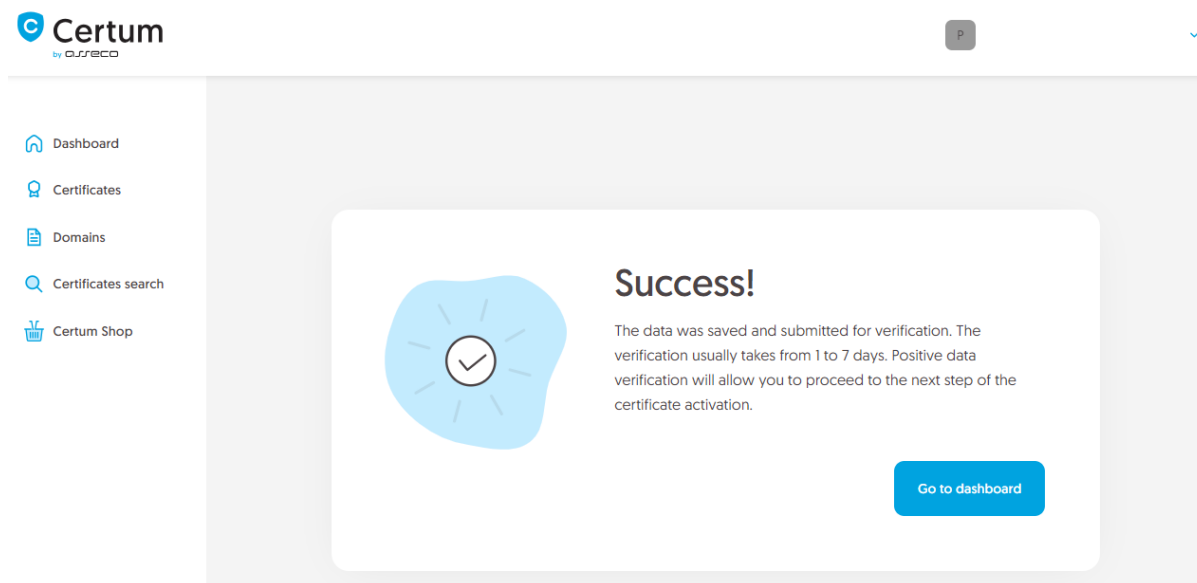 Certum
by asseco
P
Dashboard
Certificates
Domains
Certificates search
Certum Shop
Success!
The data was saved and submitted for verification. The
verification usually takes from 1 to 7 days. Positive data
verification will allow you to proceed to the next step of the
certificate activation.
Go to dashboard